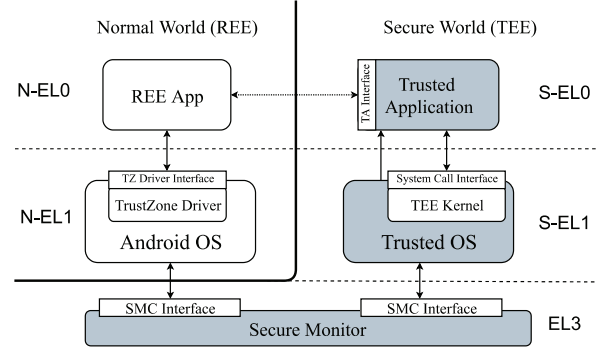 Normal World (REE)
Secure World (TEE)
N-EL0
REE App
TA Interface
Trusted
Application
S-EL0
TZ Driver Interface
System Call Interface
N-EL1
TrustZone Driver
TEE Kernel
S-EL1
Android OS
Trusted OS
SMC Interface
SMC Interface
Secure Monitor
EL3